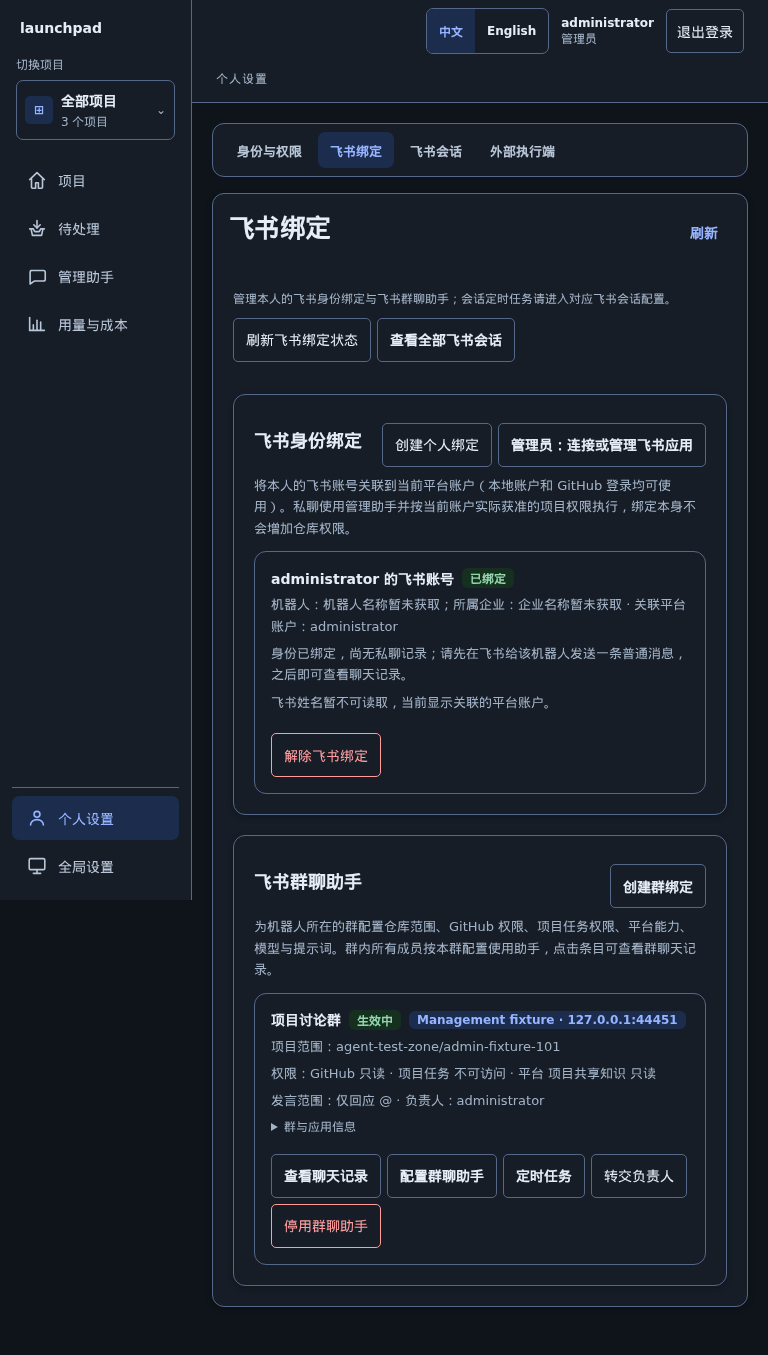 launchpad
切换项目
全部项目
3 个项目
项目
待处理
管理助手
用量与成本
个人设置
全局设置
中文
English
administrator
管理员
退出登录
个人设置
身份与权限
飞书绑定
飞书会话
外部执行端
飞书绑定
刷新
管理本人的飞书身份绑定与飞书群聊助手；会话定时任务请进入对应飞书会话配置。
刷新飞书绑定状态
查看全部飞书会话
飞书身份绑定
创建个人绑定
管理员：连接或管理飞书应用
将本人的飞书账号关联到当前平台账户（本地账户和 GitHub 登录均可使
用）。私聊使用管理助手并按当前账户实际获准的项目权限执行，绑定本身不
会增加仓库权限。
administrator 的飞书账号
已绑定
机器人：机器人名称暂未获取；所属企业：企业名称暂未获取 · 关联平台
账户：administrator
身份已绑定，尚无私聊记录；请先在飞书给该机器人发送一条普通消息，
之后即可查看聊天记录。
飞书姓名暂不可读取，当前显示关联的平台账户。
解除飞书绑定
飞书群聊助手
创建群绑定
为机器人所在的群配置仓库范围、GitHub 权限、项目任务权限、平台能力、
模型与提示词。群内所有成员按本群配置使用助手，点击条目可查看群聊天记
录。
项目讨论群
生效中
Management fixture · 127.0.0.1:44451
项目范围：agent-test-zone/admin-fixture-101
权限：GitHub 只读 · 项目任务 不可访问 · 平台 项目共享知识 只读
发言范围：仅回应 @ · 负责人：administrator
群与应用信息
查看聊天记录
配置群聊助手
定时任务
转交负责人
停用群聊助手